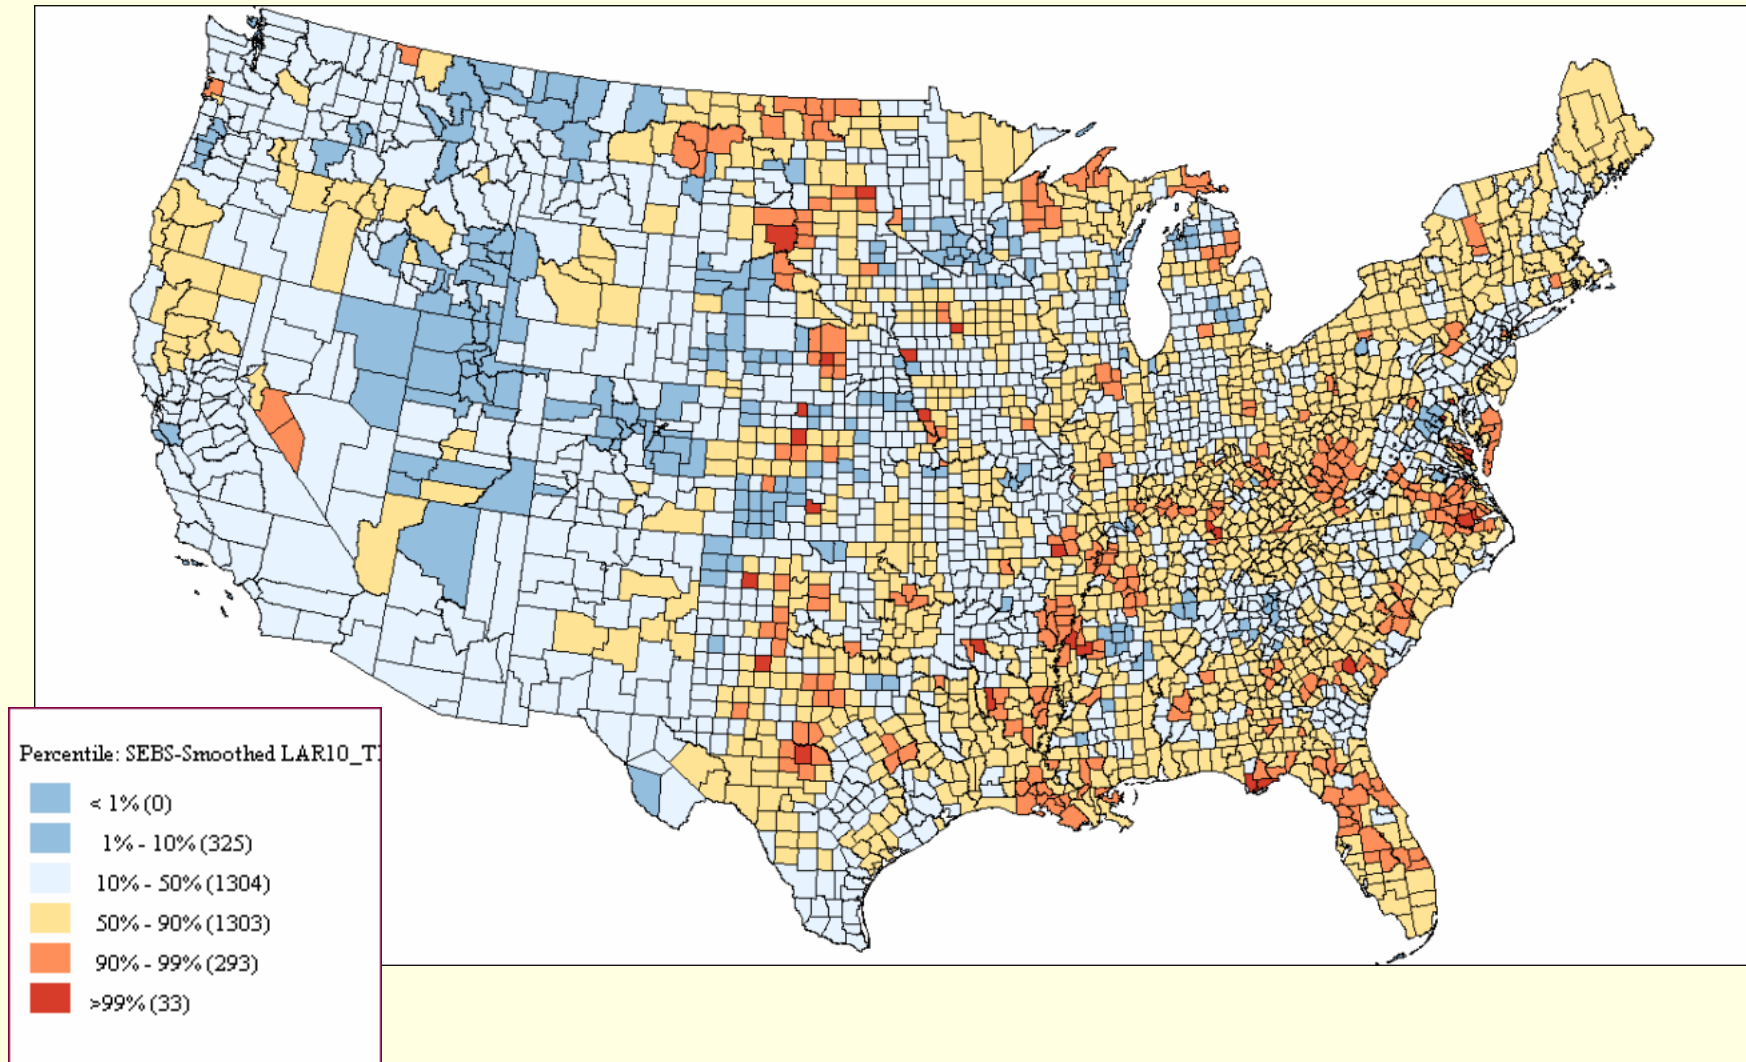 Percentile: SEBS-Smoothed LAR10_T
< 1% (0)
1% - 10% (325)
10% - 50% (1304)
50% - 90% (1303)
90% - 99% (293)
>99% (33)